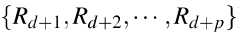 {R_{d+1}, R_{d+2}, ⋯, R_{d+p}}